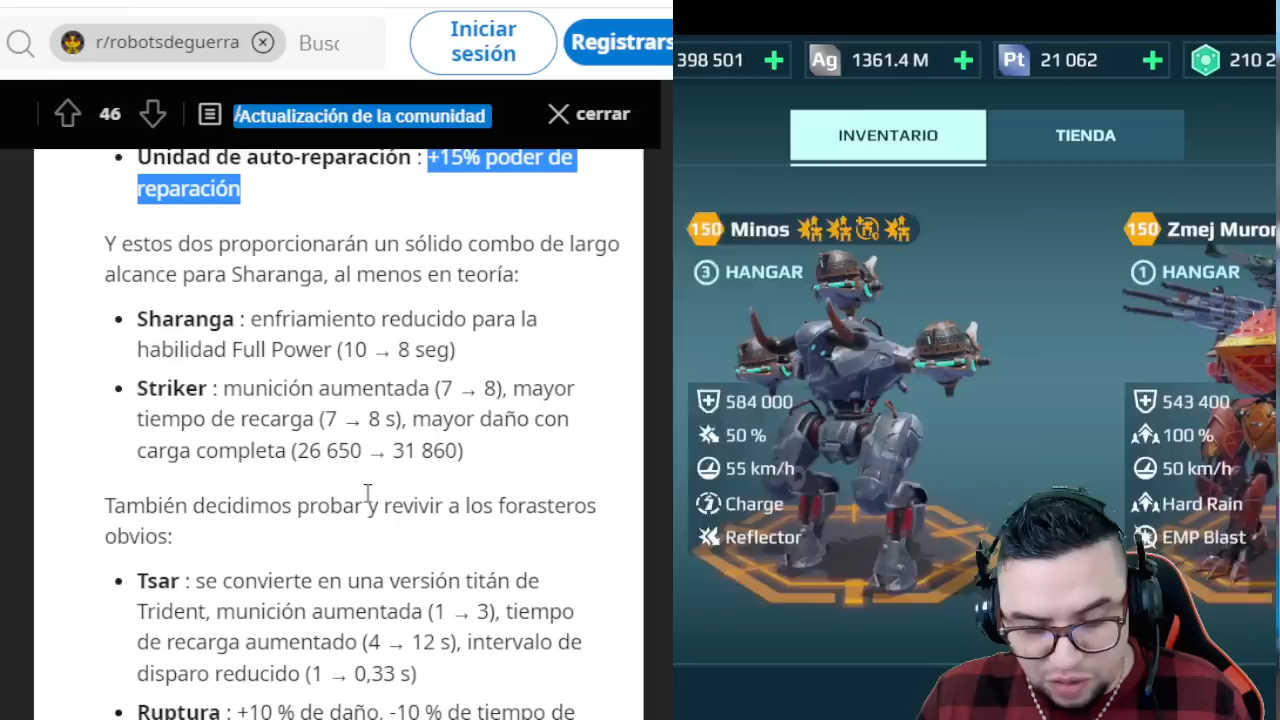 r/robotsdeguerra
Busc
Iniciar
sesión
Registrars
46
/Actualización de la comunidad
cerrar
• Unidad de auto-reparación : +15% poder de
reparación
Y estos dos proporcionarán un sólido combo de largo
alcance para Sharanga, al menos en teoría:
• Sharanga : enfriamiento reducido para la
habilidad Full Power (10 → 8 seg)
• Striker : munición aumentada (7 → 8), mayor
tiempo de recarga (7 → 8 s), mayor daño con
carga completa (26 650 → 31 860)
También decidimos probar y revivir a los forasteros
obvios:
• Tsar : se convierte en una versión titán de
Trident, munición aumentada (1 → 3), tiempo
de recarga aumentado (4 → 12 s), intervalo de
disparo reducido (1 → 0,33 s)
• Ruptura : +10 % de daño, -10 % de tiempo de
398 501
Ag 1361.4 M
Pt 21 062
210 2
INVENTARIO
TIENDA
150 Minos
3 HANGAR
584 000
50 %
55 km/h
Charge
Reflector
150 Zmej Muror
1 HANGAR
543 400
100 %
50 km/h
Hard Rain
EMP Blast